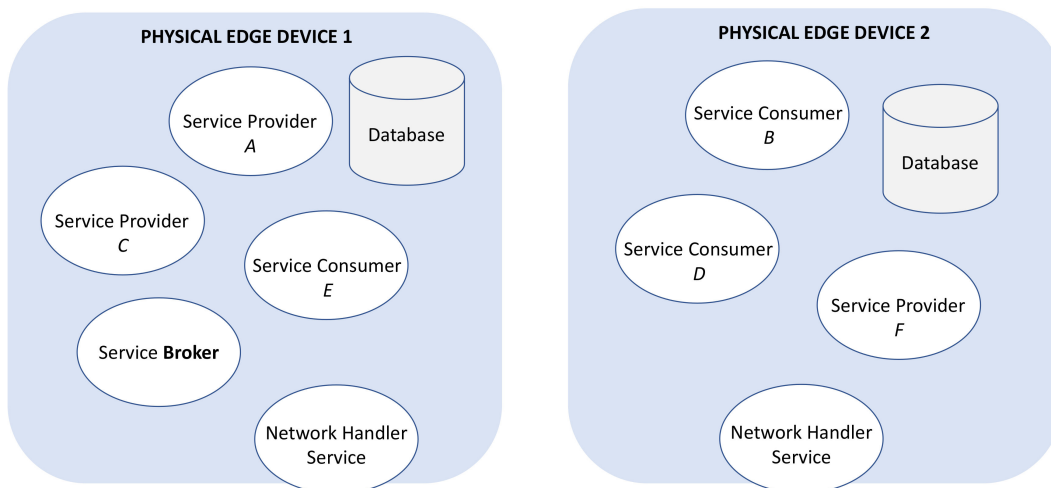 PHYSICAL EDGE DEVICE 1
Service Provider
A
Database
Service Provider
C
Service Consumer
E
Service Broker
Network Handler
Service
PHYSICAL EDGE DEVICE 2
Service Consumer
B
Database
Service Consumer
D
Service Provider
F
Network Handler
Service